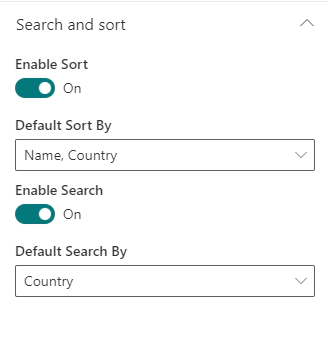 Search and sort
Enable Sort
On
Default Sort By
Name, Country
Enable Search
On
Default Search By
Country